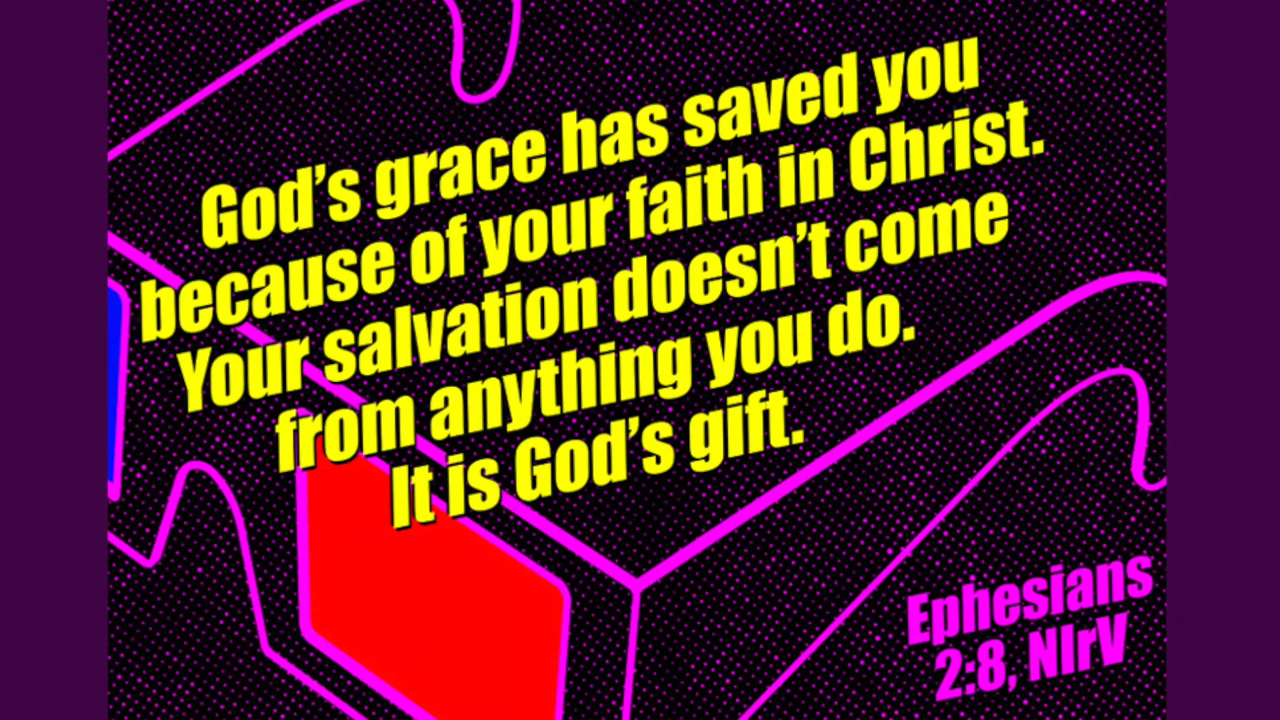 God’s grace has saved you
because of your faith in Christ.
Your salvation doesn’t come
from anything you do.
It is God’s gift.
Ephesians
2:8, NIrV